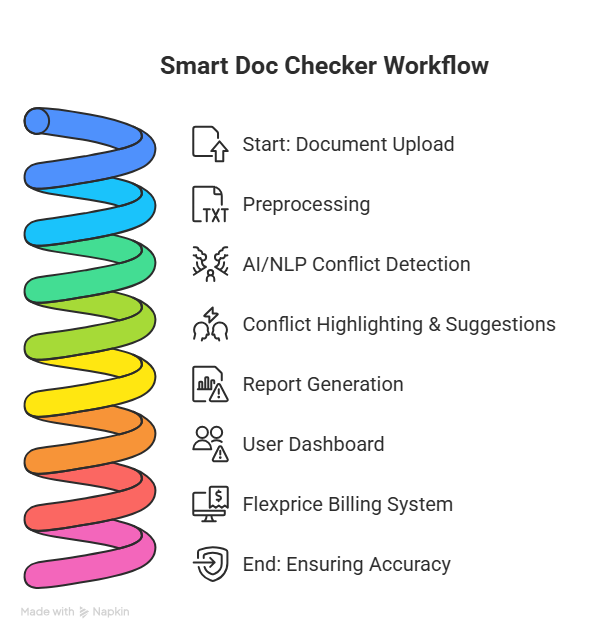 Smart Doc Checker Workflow
Start: Document Upload
TXT
Preprocessing
AI/NLP Conflict Detection
Conflict Highlighting & Suggestions
Report Generation
User Dashboard
$
Flexprice Billing System
End: Ensuring Accuracy
Made with Napkin